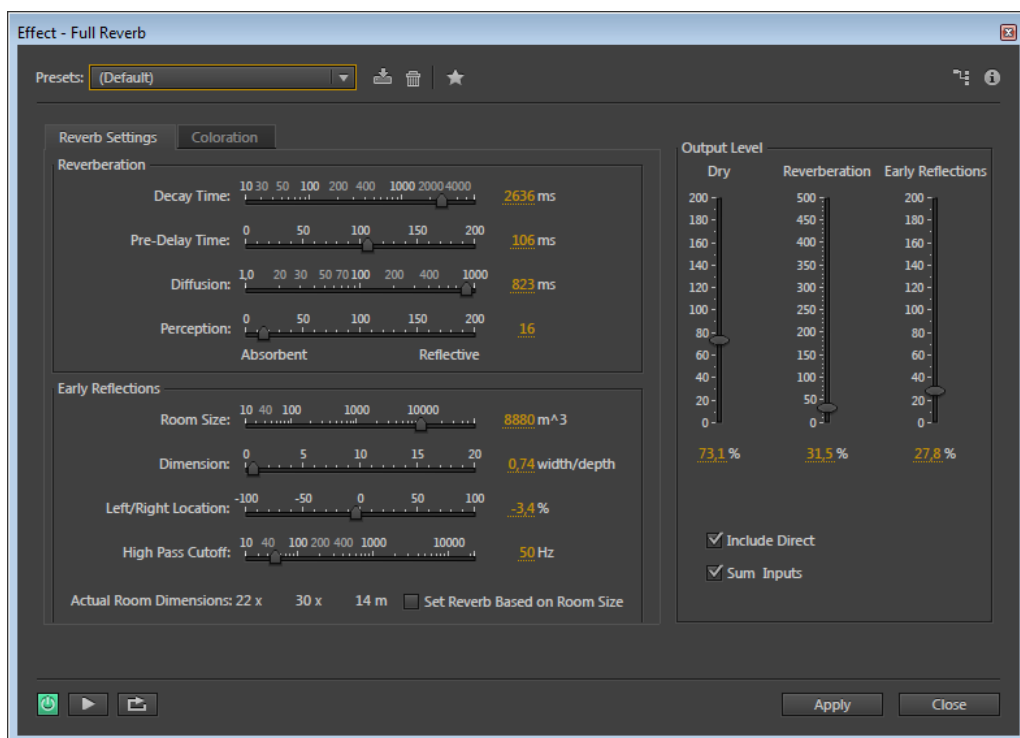 Effect - Full Reverb
Presets: (Default)
Reverb Settings Coloration
Reverberation
Decay Time: 10 30 50 100 200 400 1000 2000 4000 2636 ms
Pre-Delay Time: 0 50 100 150 200 106 ms
Diffusion: 1,0 20 30 50 70 100 200 400 1000 823 ms
Perception: 0 50 100 150 200 16
Absorbent Reflective
Early Reflections
Room Size: 10 40 100 1000 10000 8880 m^3
Dimension: 0 5 10 15 20 0,74 width/depth
Left/Right Location: -100 -50 0 50 100 -3,4 %
High Pass Cutoff: 10 40 100 200 400 1000 10000 50 Hz
Actual Room Dimensions: 22 x 30 x 14 m Set Reverb Based on Room Size
Output Level
Dry Reverberation Early Reflections
200 - 500 - 200 -
180 - 450 - 180 -
160 - 400 - 160 -
140 - 350 - 140 -
120 - 300 - 120 -
100 - 250 - 100 -
80 - 200 - 80 -
60 - 150 - 60 -
40 - 100 - 40 -
20 - 50 - 20 -
0 - 0 - 0 -
73,1 % 31,5 % 27,8 %
Include Direct
Sum Inputs
Apply Close